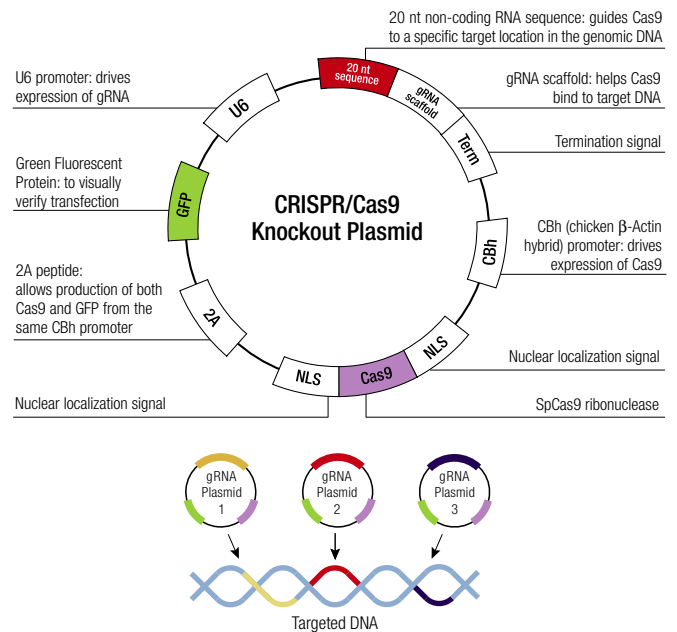 20 nt non-coding RNA sequence: guides Cas9
to a specific target location in the genomic DNA
U6 promoter: drives
expression of gRNA
gRNA scaffold: helps Cas9
bind to target DNA
Termination signal
Green Fluorescent
Protein: to visually
verify transfection
CBh (chicken β-Actin
hybrid) promoter: drives
expression of Cas9
2A peptide:
allows production of both
Cas9 and GFP from the
same CBh promoter
Nuclear localization signal
Nuclear localization signal
SpCas9 ribonuclease
20 nt
sequence
gRNA
scaffold
Term
CBh
NLS
Cas9
NLS
2A
GFP
U6
CRISPR/Cas9
Knockout Plasmid
gRNA
Plasmid
1
gRNA
Plasmid
2
gRNA
Plasmid
3
Targeted DNA